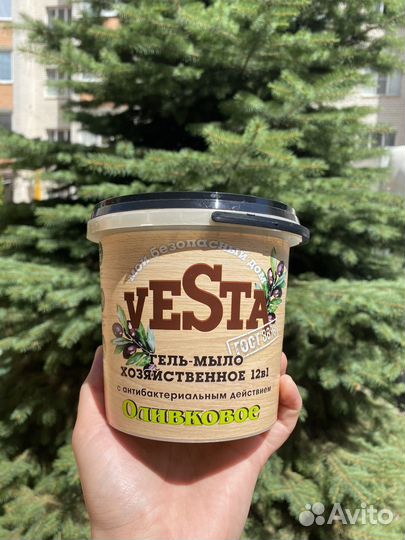 мой безопасный дом
VESTA
ГОСТ
ГЕЛЬ-МЫЛО
ХОЗЯЙСТВЕННОЕ 12в1
с антибактериальным действием
Оливковое
Avito